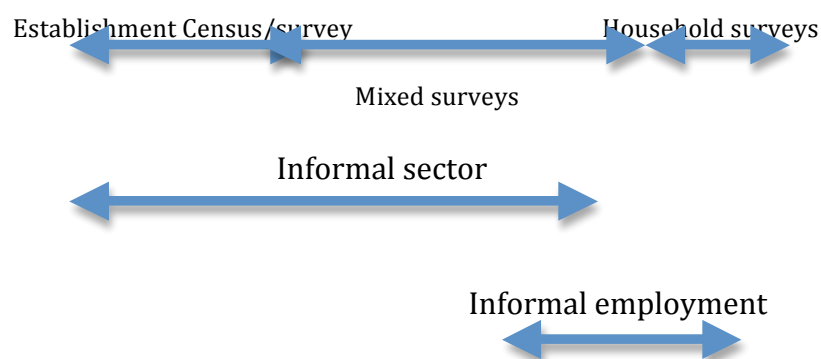 Establishment Census/survey
Household surveys
Mixed surveys
Informal sector
Informal employment